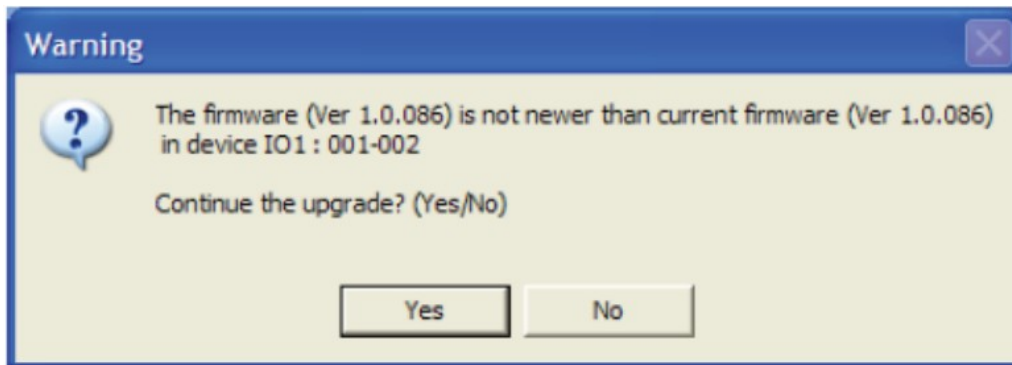 Warning
The firmware (Ver 1.0.086) is not newer than current firmware (Ver 1.0.086)
in device IO1 : 001-002
Continue the upgrade? (Yes/No)
Yes
No